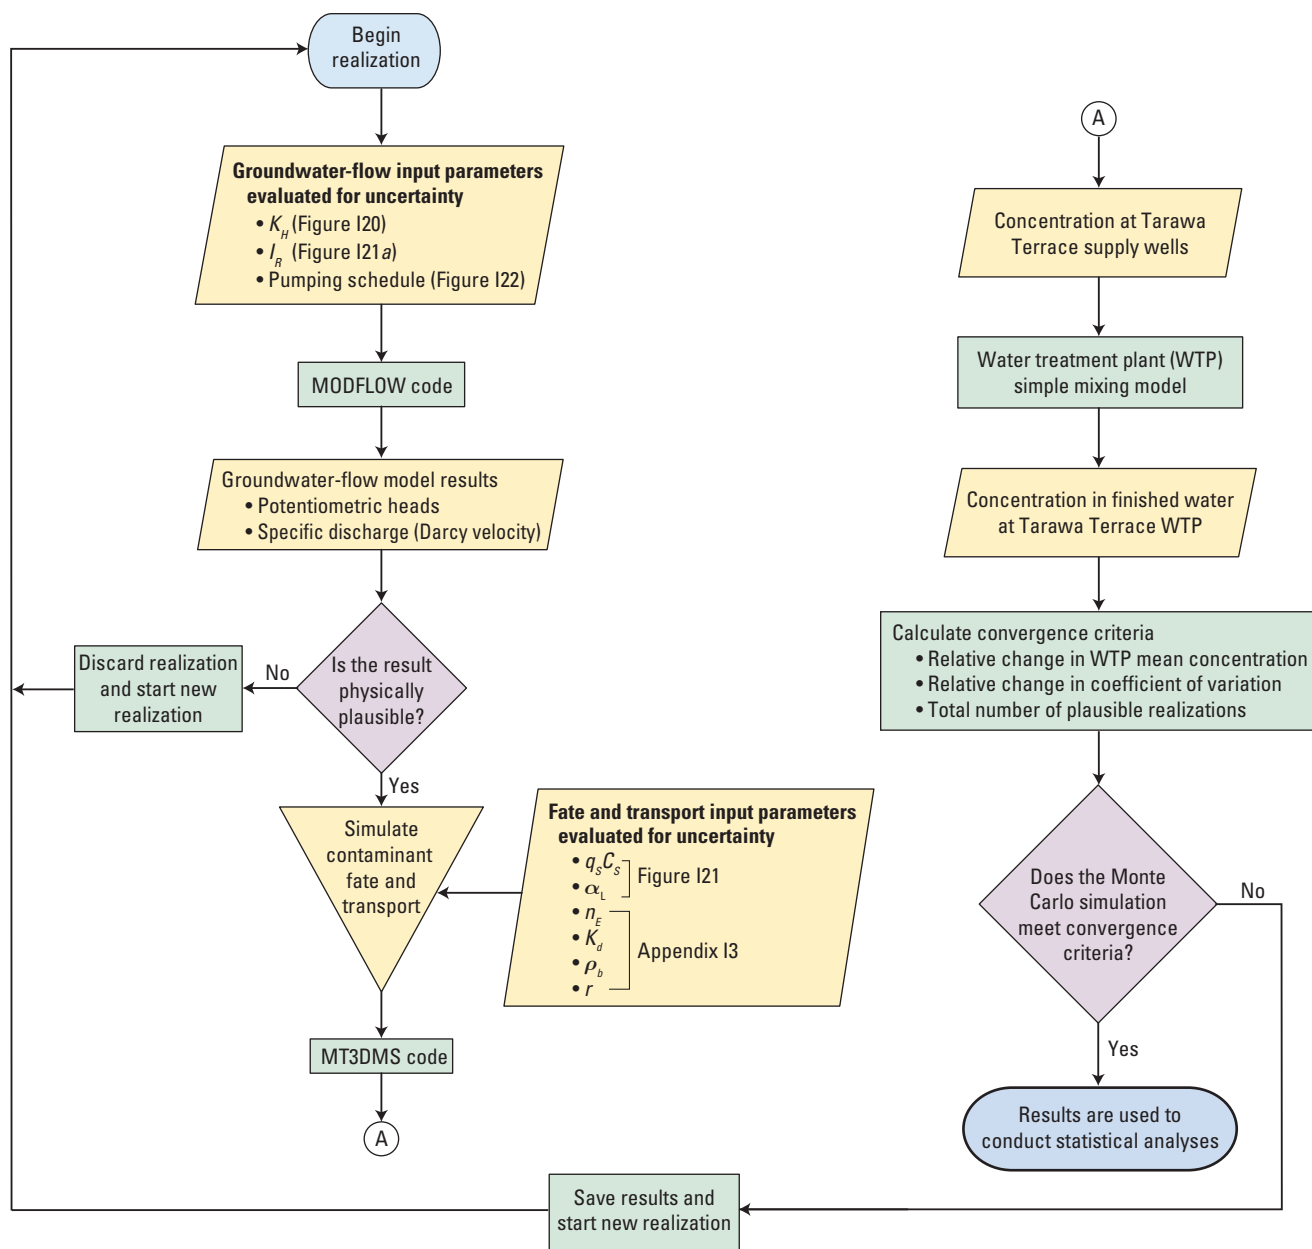 Begin
realization
Groundwater-flow input parameters
evaluated for uncertainty
• K_H (Figure I20)
• I_R (Figure I21a)
• Pumping schedule (Figure I22)
MODFLOW code
Groundwater-flow model results
• Potentiometric heads
• Specific discharge (Darcy velocity)
Is the result
physically
plausible?
No
Discard realization
and start new
realization
Yes
Simulate
contaminant
fate and
transport
Fate and transport input parameters
evaluated for uncertainty
• q_S C_S
• α_L
Figure I21
• n_E
• K_d
• ρ_b
• r
Appendix I3
MT3DMS code
A
A
Concentration at Tarawa
Terrace supply wells
Water treatment plant (WTP)
simple mixing model
Concentration in finished water
at Tarawa Terrace WTP
Calculate convergence criteria
• Relative change in WTP mean concentration
• Relative change in coefficient of variation
• Total number of plausible realizations
Does the Monte
Carlo simulation
meet convergence
criteria?
No
Yes
Results are used to
conduct statistical analyses
Save results and
start new realization